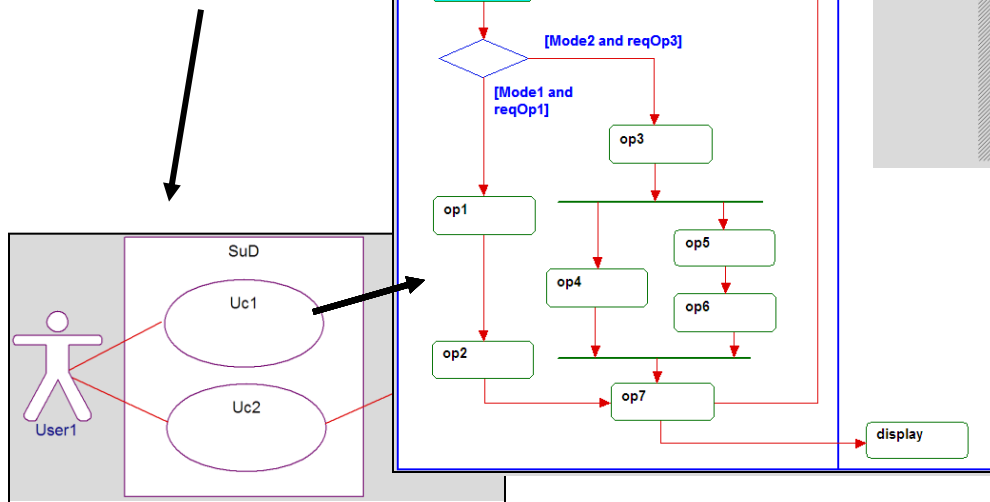 [Mode2 and reqOp3]
[Mode1 and
reqOp1]
op3
op1
op5
op4
op6
op2
op7
display
SuD
Uc1
Uc2
User1